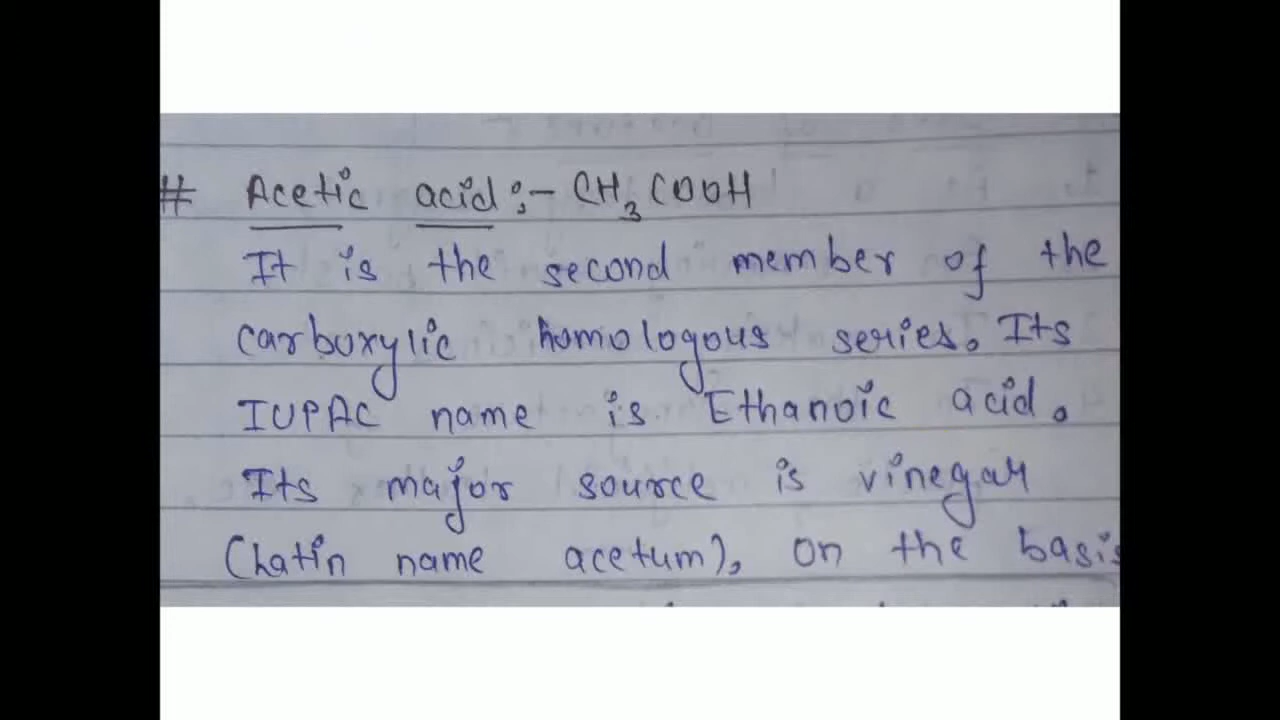 # Acetic acid :- CH₃COOH
It is the second member of the
carboxylic homologous series. Its
IUPAC name is Ethanoic acid.
Its major source is vinegar
(Latin name acetum), on the basis